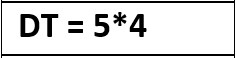 DT = 5*4